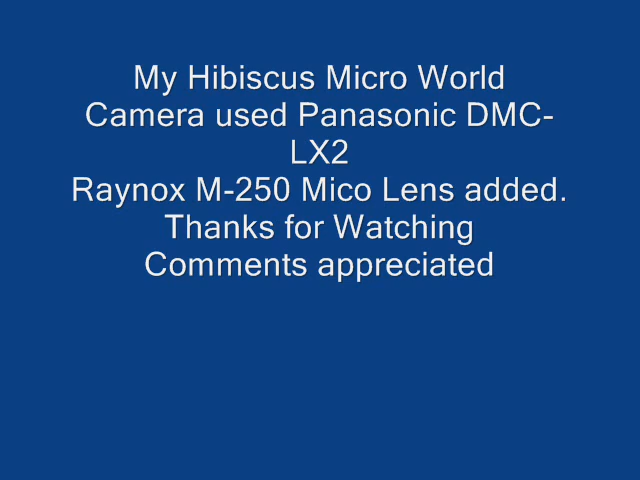 My Hibiscus Micro World
Camera used Panasonic DMC-
LX2
Raynox M-250 Mico Lens added.
Thanks for Watching
Comments appreciated